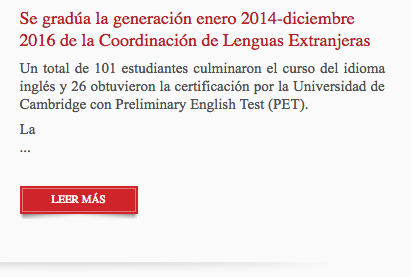 Se gradúa la generación enero 2014-diciembre
2016 de la Coordinación de Lenguas Extranjeras
Un total de 101 estudiantes culminaron el curso del idioma
inglés y 26 obtuvieron la certificación por la Universidad de
Cambridge con Preliminary English Test (PET).
La
...
LEER MÁS